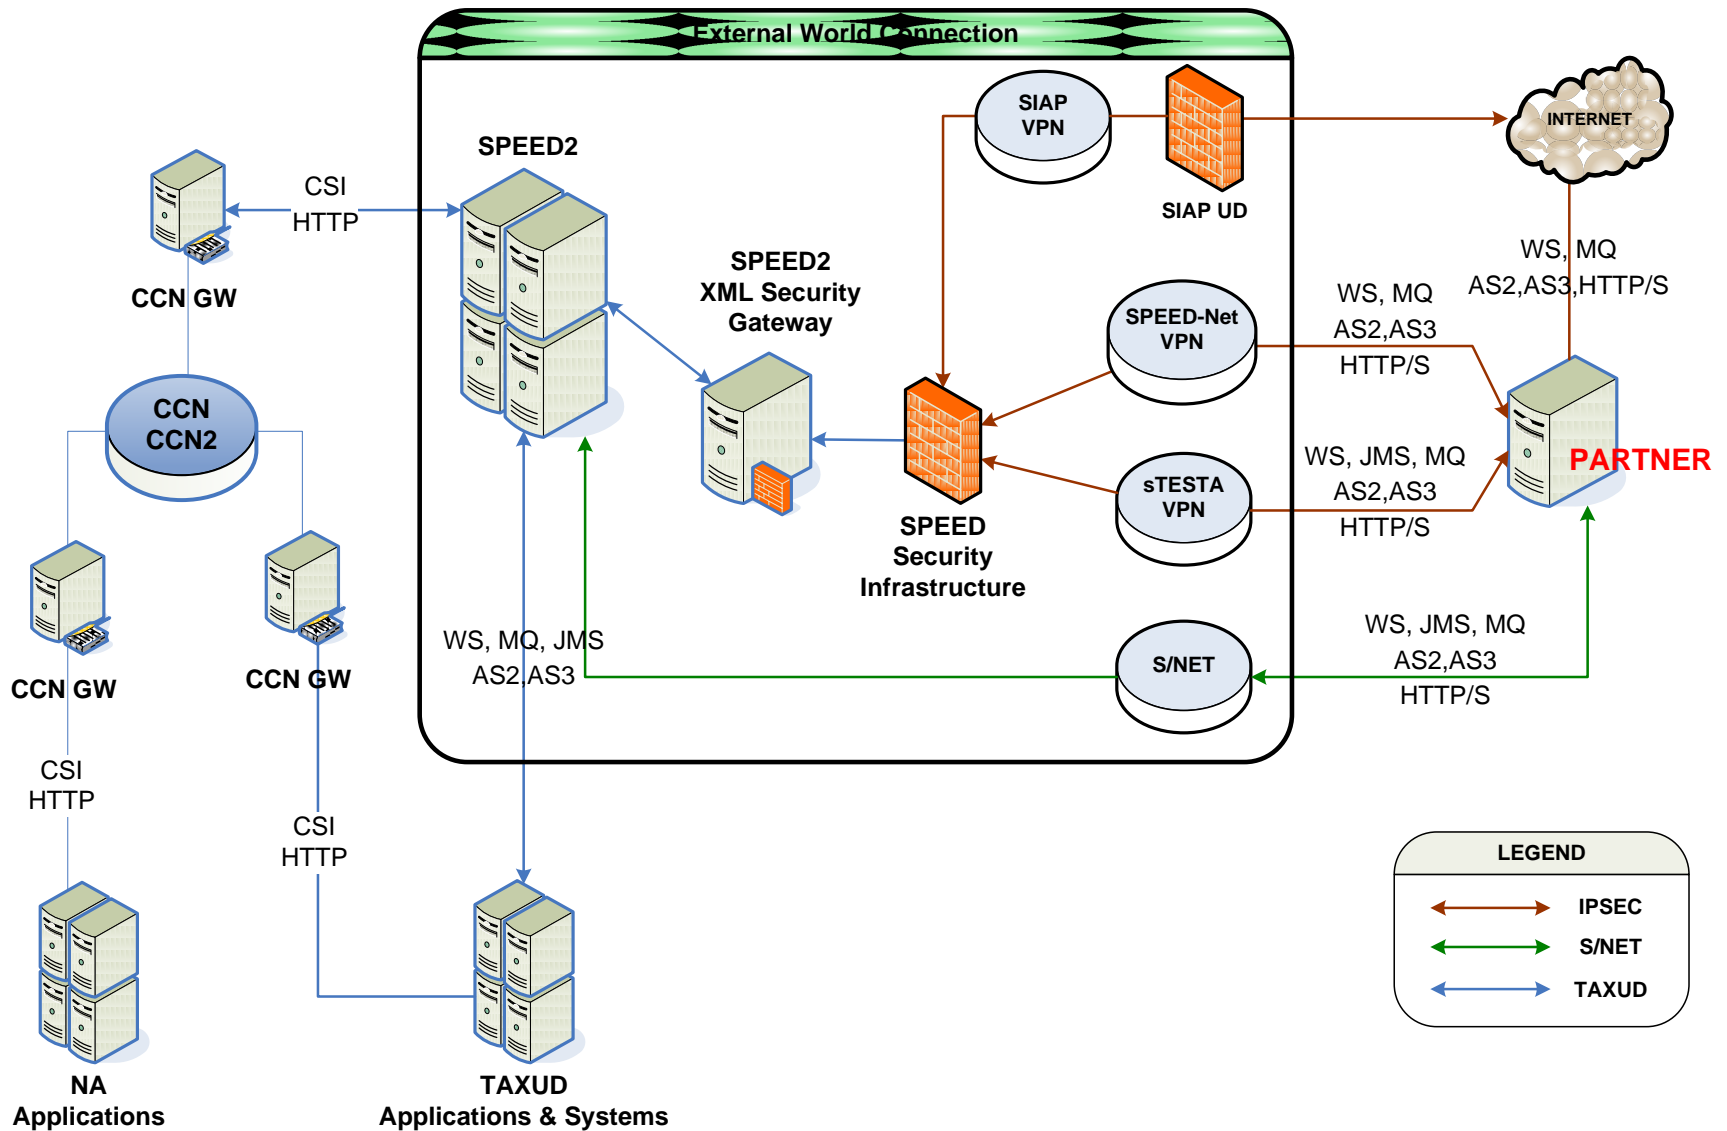 External World Connection
SIAP
VPN
SIAP UD
INTERNET
SPEED2
CSI
HTTP
CCN GW
SPEED2
XML Security
Gateway
SPEED-Net
VPN
WS, MQ
AS2,AS3
HTTP/S
WS, MQ
AS2,AS3,HTTP/S
CCN
CCN2
PARTNER
sTESTA
VPN
WS, JMS, MQ
AS2,AS3
HTTP/S
SPEED
Security
Infrastructure
CCN GW
CCN GW
WS, MQ, JMS
AS2,AS3
S/NET
WS, JMS, MQ
AS2,AS3
HTTP/S
CSI
HTTP
CSI
HTTP
LEGEND
IPSEC
S/NET
TAXUD
NA
Applications
TAXUD
Applications & Systems